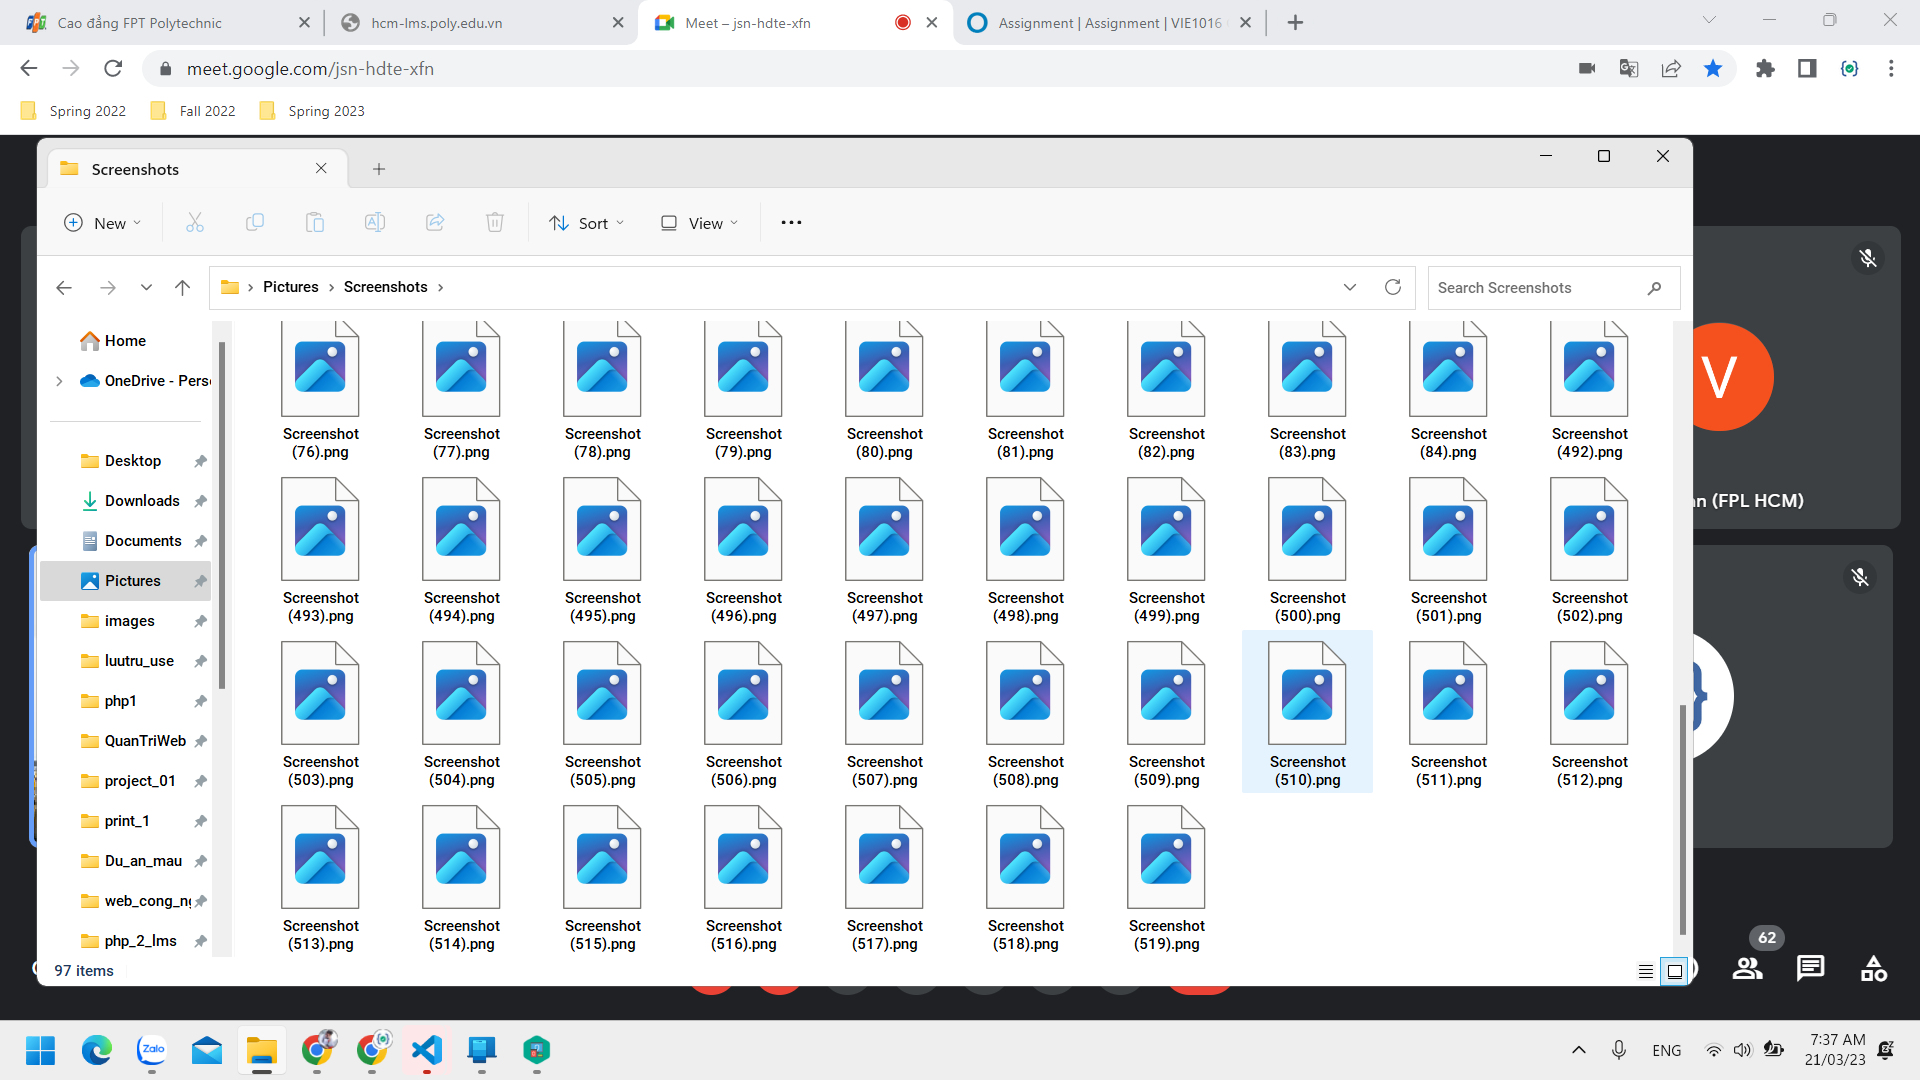 Cao đẳng FPT Polytechnic
hcm-lms.poly.edu.vn
Meet – jsn-hdte-xfn
Assignment | Assignment | VIE1016
meet.google.com/jsn-hdte-xfn
Spring 2022
Fall 2022
Spring 2023
Screenshots
New
Sort
View
Pictures
Screenshots
Search Screenshots
Home
OneDrive - Pers
Desktop
Downloads
Documents
Pictures
images
luutru_use
php1
QuanTriWeb
project_01
print_1
Du_an_mau
web_cong_n
php_2_lms
Screenshot (76).png
Screenshot (77).png
Screenshot (78).png
Screenshot (79).png
Screenshot (80).png
Screenshot (81).png
Screenshot (82).png
Screenshot (83).png
Screenshot (84).png
Screenshot (492).png
Screenshot (493).png
Screenshot (494).png
Screenshot (495).png
Screenshot (496).png
Screenshot (497).png
Screenshot (498).png
Screenshot (499).png
Screenshot (500).png
Screenshot (501).png
Screenshot (502).png
Screenshot (503).png
Screenshot (504).png
Screenshot (505).png
Screenshot (506).png
Screenshot (507).png
Screenshot (508).png
Screenshot (509).png
Screenshot (510).png
Screenshot (511).png
Screenshot (512).png
Screenshot (513).png
Screenshot (514).png
Screenshot (515).png
Screenshot (516).png
Screenshot (517).png
Screenshot (518).png
Screenshot (519).png
97 items
V
n (FPL HCM)
62
Zalo
ENG
7:37 AM
21/03/23